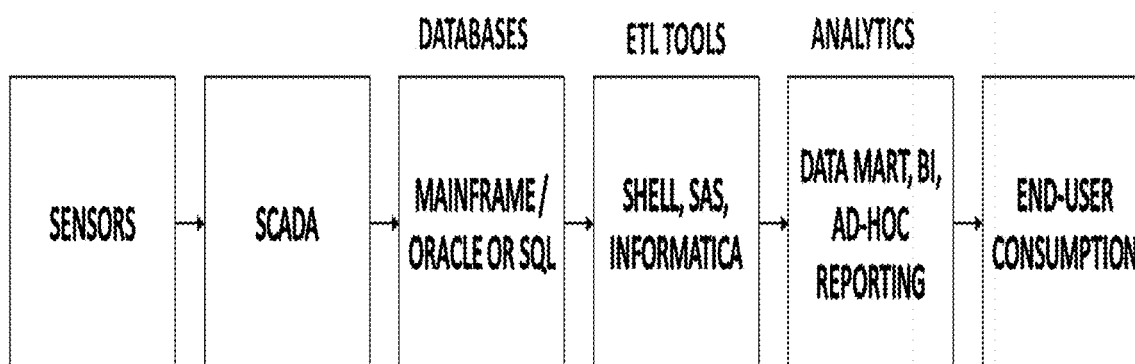 DATABASES
ETL TOOLS
ANALYTICS
SENSORS
SCADA
MAINFRAME /
ORACLE OR SQL
SHELL, SAS,
INFORMATICA
DATA MART, BI,
AD-HOC
REPORTING
END-USER
CONSUMPTION